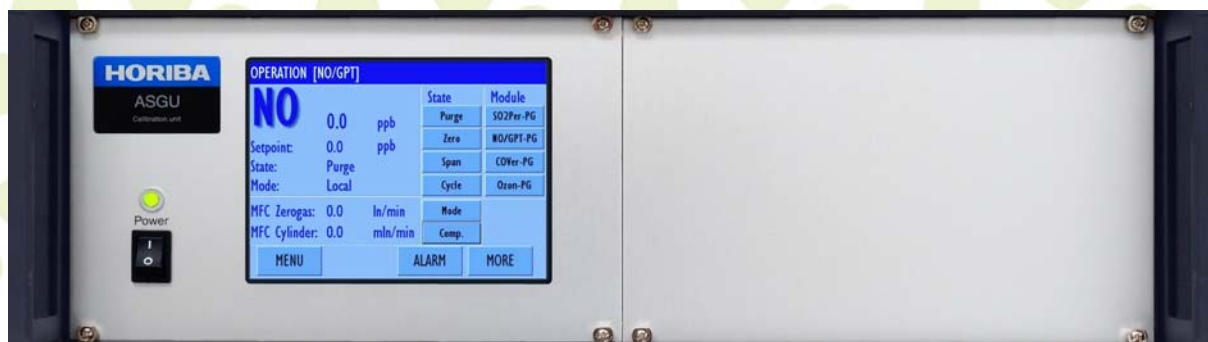 HORIBA
ASGU
Calibration unit
Power
I
O
OPERATION [NO/GPT]
NO 0.0 ppb
Setpoint: 0.0 ppb
State: Purge
Mode: Local
MFC Zerogas: 0.0 ln/min
MFC Cylinder: 0.0 mln/min
State Module
Purge SO2Per-PG
Zero NO/GPT-PG
Span COVer-PG
Cycle Ozon-PG
Mode
Comp.
MENU ALARM MORE